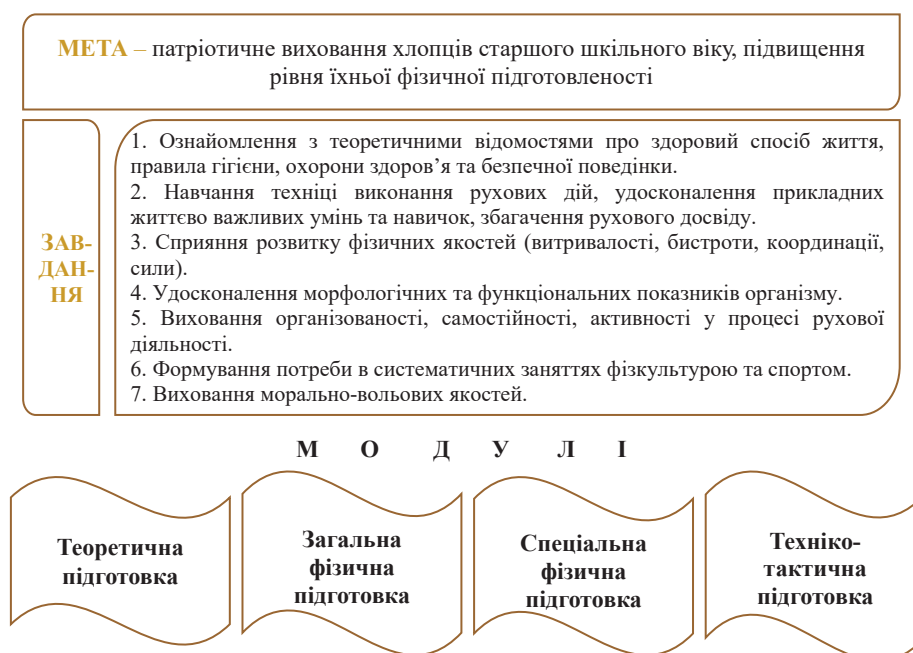 МЕТА – патріотичне виховання хлопців старшого шкільного віку, підвищення
рівня їхньої фізичної підготовленості
ЗАВ-
ДАН-
НЯ
1. Ознайомлення з теоретичними відомостями про здоровий спосіб життя,
правила гігієни, охорони здоров’я та безпечної поведінки.
2. Навчання техніці виконання рухових дій, удосконалення прикладних
життєво важливих умінь та навичок, збагачення рухового досвіду.
3. Сприяння розвитку фізичних якостей (витривалості, бистроти, координації,
сили).
4. Удосконалення морфологічних та функціональних показників організму.
5. Виховання організованості, самостійності, активності у процесі рухової
діяльності.
6. Формування потреби в систематичних заняттях фізкультурою та спортом.
7. Виховання морально-вольових якостей.
М О Д У Л І
Теоретична
підготовка
Загальна
фізична
підготовка
Спеціальна
фізична
підготовка
Техніко-
тактична
підготовка